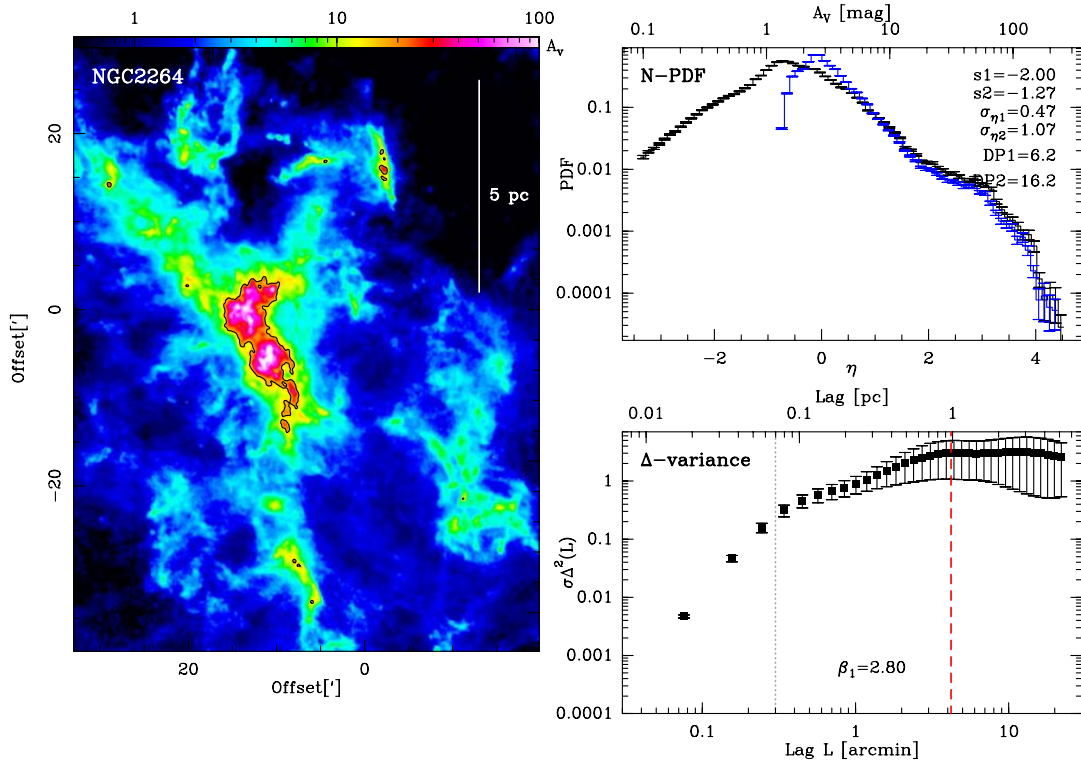 1 10 100
A_V
NGC2264
5 pc
20
0
−20
Offset[']
20 0
Offset[']
A_V [mag]
0.1 1 10 100
N−PDF
s1=−2.00
s2=−1.27
σ_η1=0.47
σ_η2=1.07
DP1=6.2
DP2=16.2
PDF
0.1
0.01
0.001
0.0001
−2 0 2 4
η
Lag [pc]
0.01 0.1 1
Δ−variance
σ_Δ²(L)
1
0.1
0.01
0.001
0.0001
β₁=2.80
0.1 1 10
Lag L [arcmin]